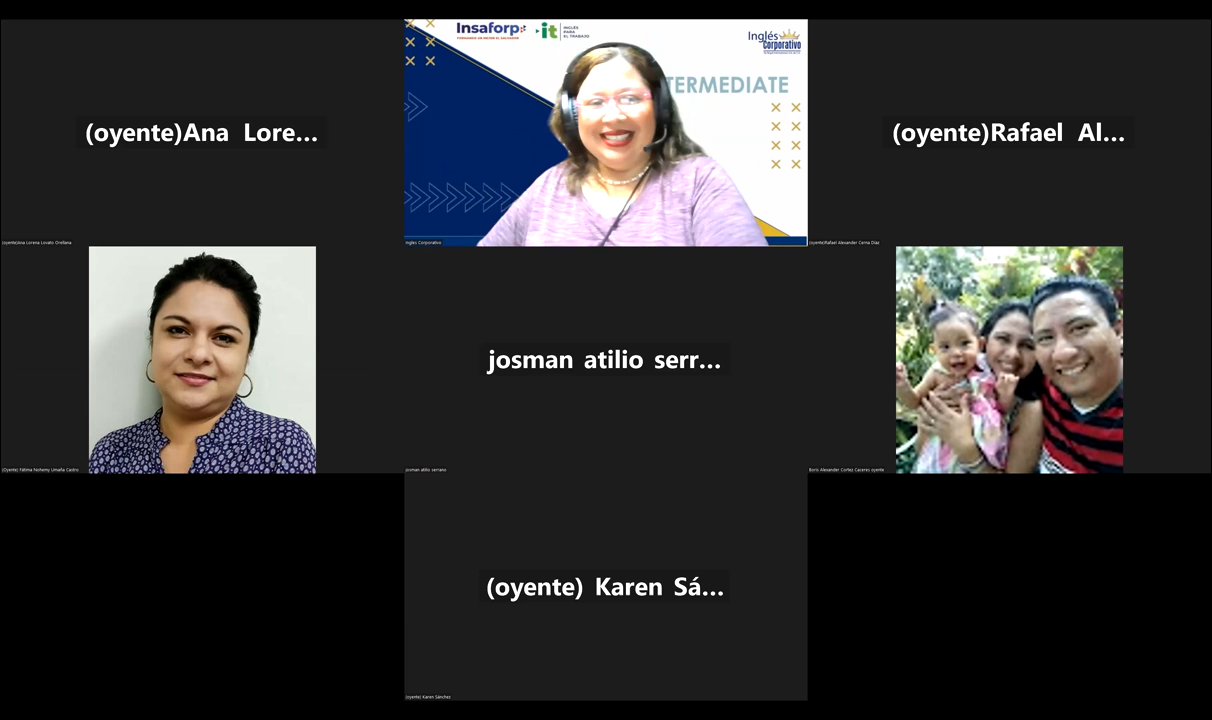 (oyente)Ana Lore...
Insaforp
FORMANDO UN MEJOR EL SALVADOR
it
INGLÉS
PARA
EL TRABAJO
Inglés
Corporativo
TERMEDIATE
(oyente)Rafael Al...
(oyente)Ana Lorena Lovato Orellana
Ingles Corporativo
(oyente)Rafael Alexander Cerna Díaz
josman atilio serr...
(Oyente) Fátima Nohemy Umaña Castro
josman atilio serrano
Boris Alexander Cortez Caceres oyente
(oyente) Karen Sá...
(oyente) Karen Sánchez